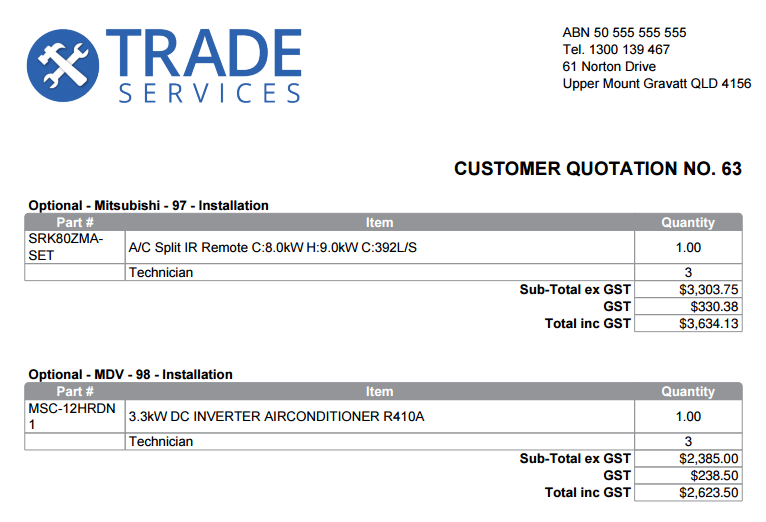 TRADE
SERVICES
ABN 50 555 555 555
Tel. 1300 139 467
61 Norton Drive
Upper Mount Gravatt QLD 4156
CUSTOMER QUOTATION NO. 63
Optional - Mitsubishi - 97 - Installation
Part # Item Quantity
SRK80ZMA-
SET A/C Split IR Remote C:8.0kW H:9.0kW C:392L/S 1.00
Technician 3
Sub-Total ex GST $3,303.75
GST $330.38
Total inc GST $3,634.13
Optional - MDV - 98 - Installation
Part # Item Quantity
MSC-12HRDN
1 3.3kW DC INVERTER AIRCONDITIONER R410A 1.00
Technician 3
Sub-Total ex GST $2,385.00
GST $238.50
Total inc GST $2,623.50